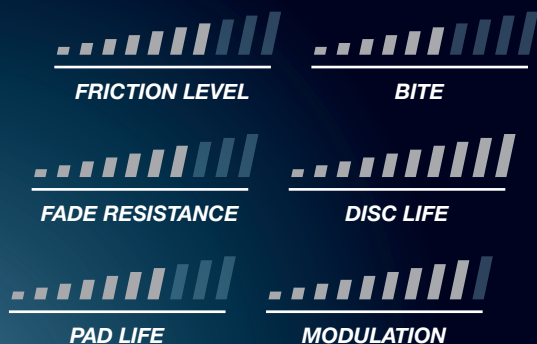 FRICTION LEVEL
BITE
FADE RESISTANCE
DISC LIFE
PAD LIFE
MODULATION